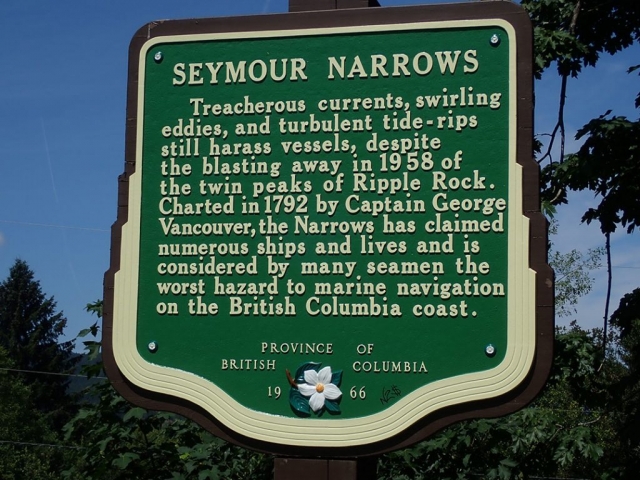 SEYMOUR NARROWS
Treacherous currents, swirling
eddies, and turbulent tide-rips
still harass vessels, despite
the blasting away in 1958 of
the twin peaks of Ripple Rock.
Charted in 1792 by Captain George
Vancouver, the Narrows has claimed
numerous ships and lives and is
considered by many seamen the
worst hazard to marine navigation
on the British Columbia coast.
PROVINCE OF
BRITISH COLUMBIA
19 66